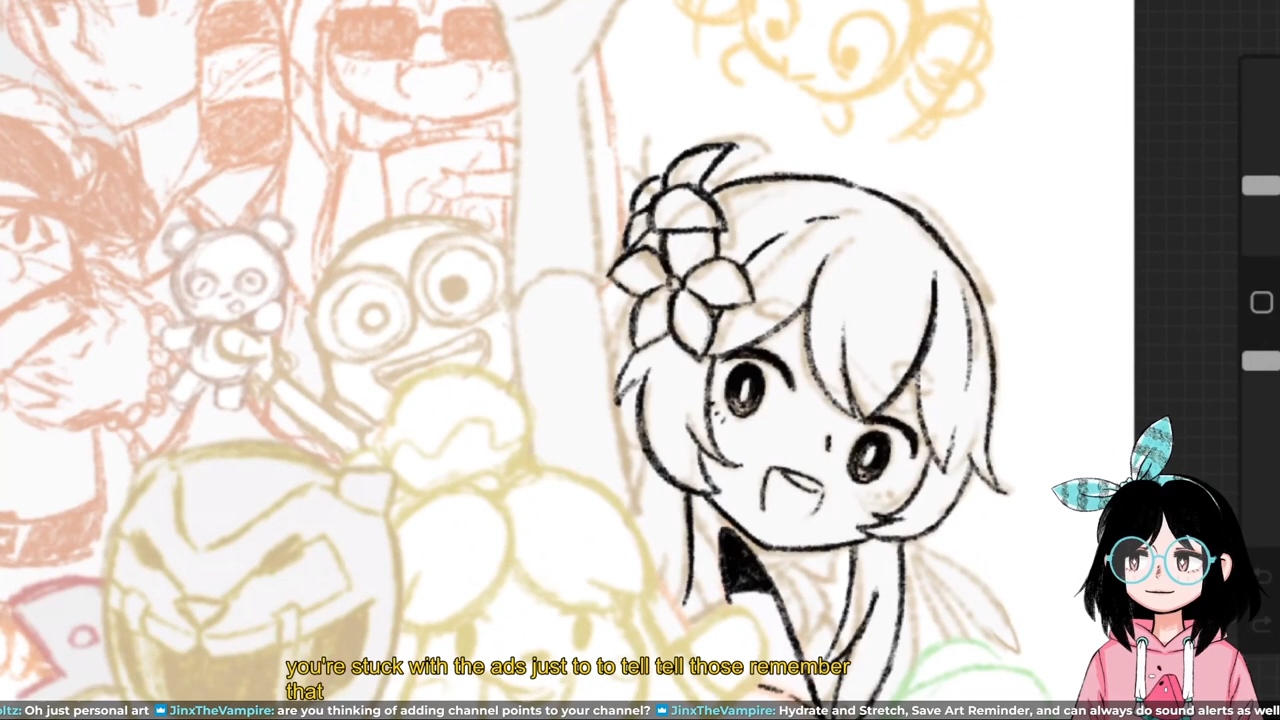 you're stuck with the ads just to to tell tell those remember
that
oltz: Oh just personal art JinxTheVampire: are you thinking of adding channel points to your channel? JinxTheVampire: Hydrate and Stretch, Save Art Reminder, and can always do sound alerts as well